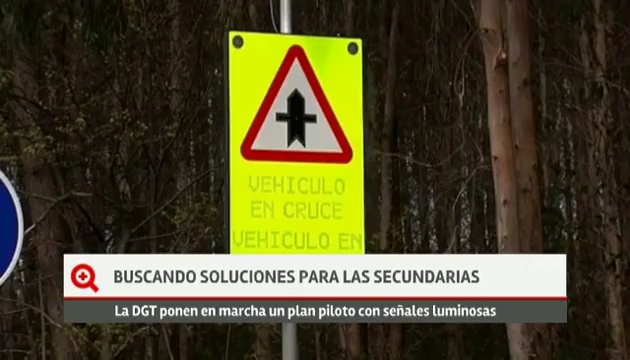 VEHICULO
EN CRUCE
VEHICULO EN
BUSCANDO SOLUCIONES PARA LAS SECUNDARIAS
La DGT ponen en marcha un plan piloto con señales luminosas